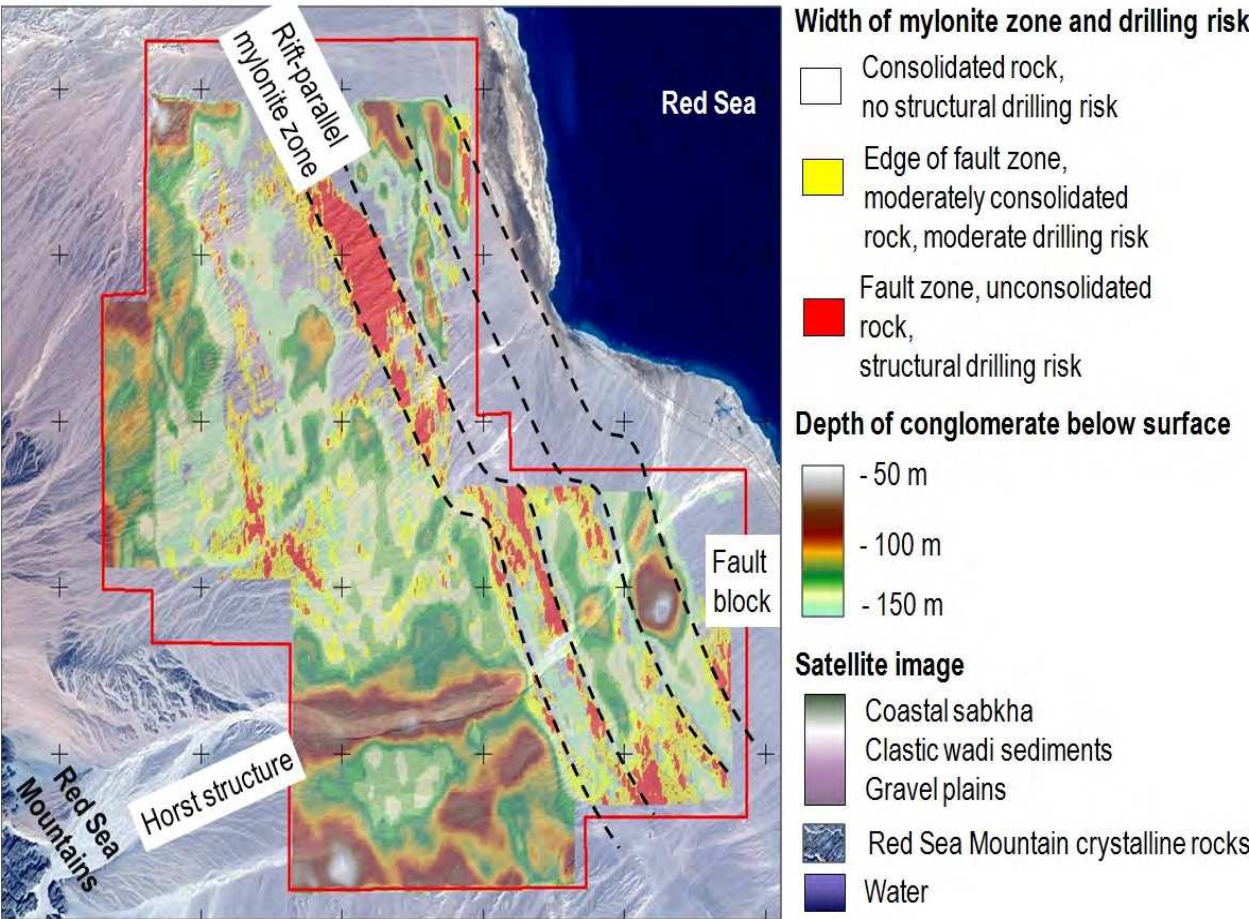 Rift-parallel
mylonite zone
Red Sea
Fault
block
Horst structure
Red Sea
Mountains
Width of mylonite zone and drilling risk
Consolidated rock,
no structural drilling risk
Edge of fault zone,
moderately consolidated
rock, moderate drilling risk
Fault zone, unconsolidated
rock,
structural drilling risk
Depth of conglomerate below surface
- 50 m
- 100 m
- 150 m
Satellite image
Coastal sabkha
Clastic wadi sediments
Gravel plains
Red Sea Mountain crystalline rocks
Water